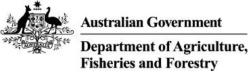 Australian Government
Department of Agriculture,
Fisheries and Forestry